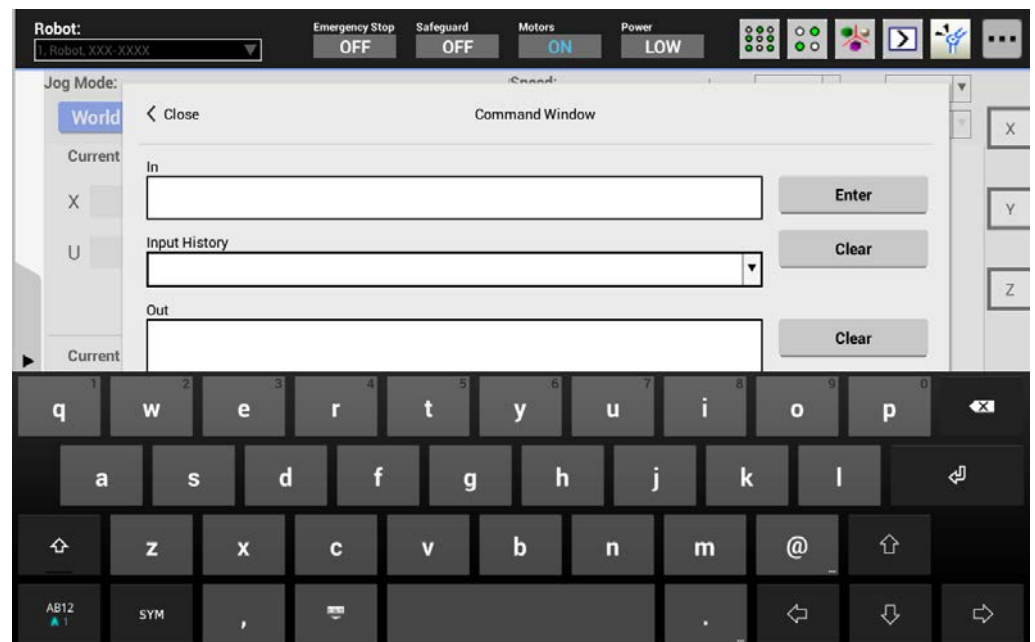 Robot:
1, Robot, XXX-XXXX
Emergency Stop
OFF
Safeguard
OFF
Motors
ON
Power
LOW
Jog Mode:
Speed:
World
Current
X
U
Current
< Close
Command Window
In
Enter
Input History
Clear
Out
Clear
X
Y
Z
1 2 3 4 5 6 7 8 9 0
q w e r t y u i o p
a s d f g h j k l
z x c v b n m @
AB12
1
SYM
, .